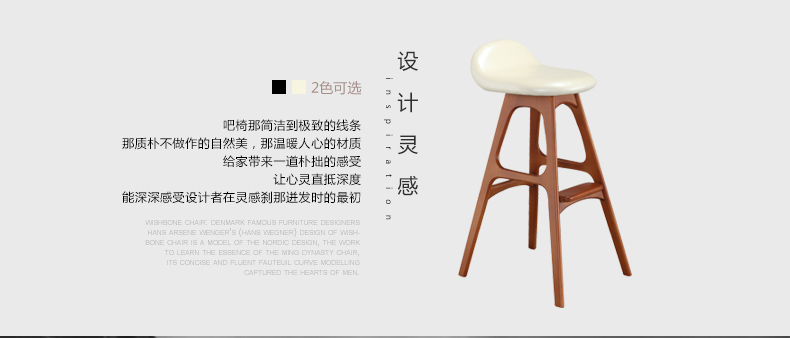 设计灵感
inspiration
2色可选
吧椅那简洁到极致的线条
那质朴不做作的自然美，那温暖人心的材质
给家带来一道朴拙的感受
让心灵直抵深度
能深深感受设计者在灵感刹那迸发时的最初
WISHBONE CHAIR: DENMARK FAMOUS FURNITURE DESIGNERS
HANS ARSENE WENGER'S (HANS WEGNER) DESIGN OF WISH-
BONE CHAIR IS A MODEL OF THE NORDIC DESIGN, THE WORK
TO LEARN THE ESSENCE OF THE MING DYNASTY CHAIR,
ITS CONCISE AND FLUENT FAUTEUIL CURVE MODELLING
CAPTURED THE HEARTS OF MEN.